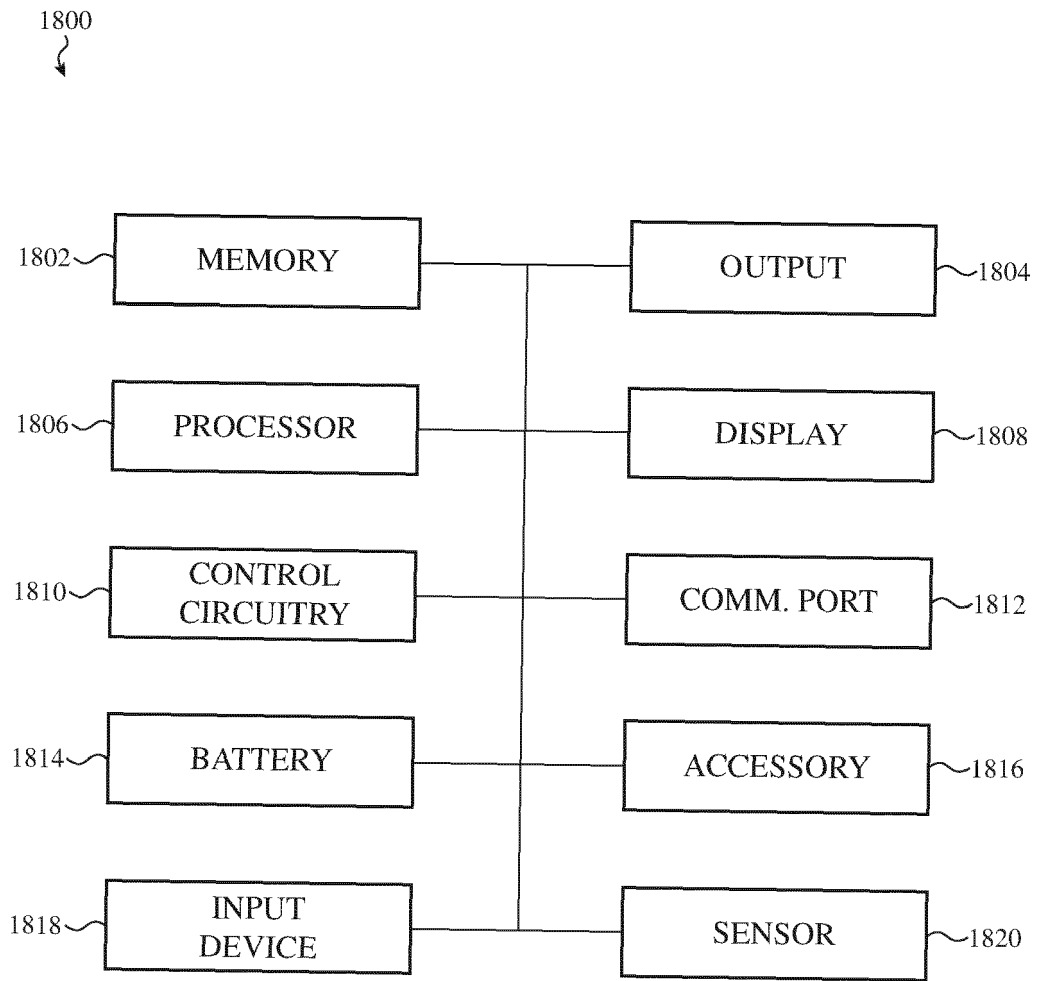 1800
1802 MEMORY
OUTPUT 1804
1806 PROCESSOR
DISPLAY 1808
1810 CONTROL
CIRCUITRY
COMM. PORT 1812
1814 BATTERY
ACCESSORY 1816
1818 INPUT
DEVICE
SENSOR 1820